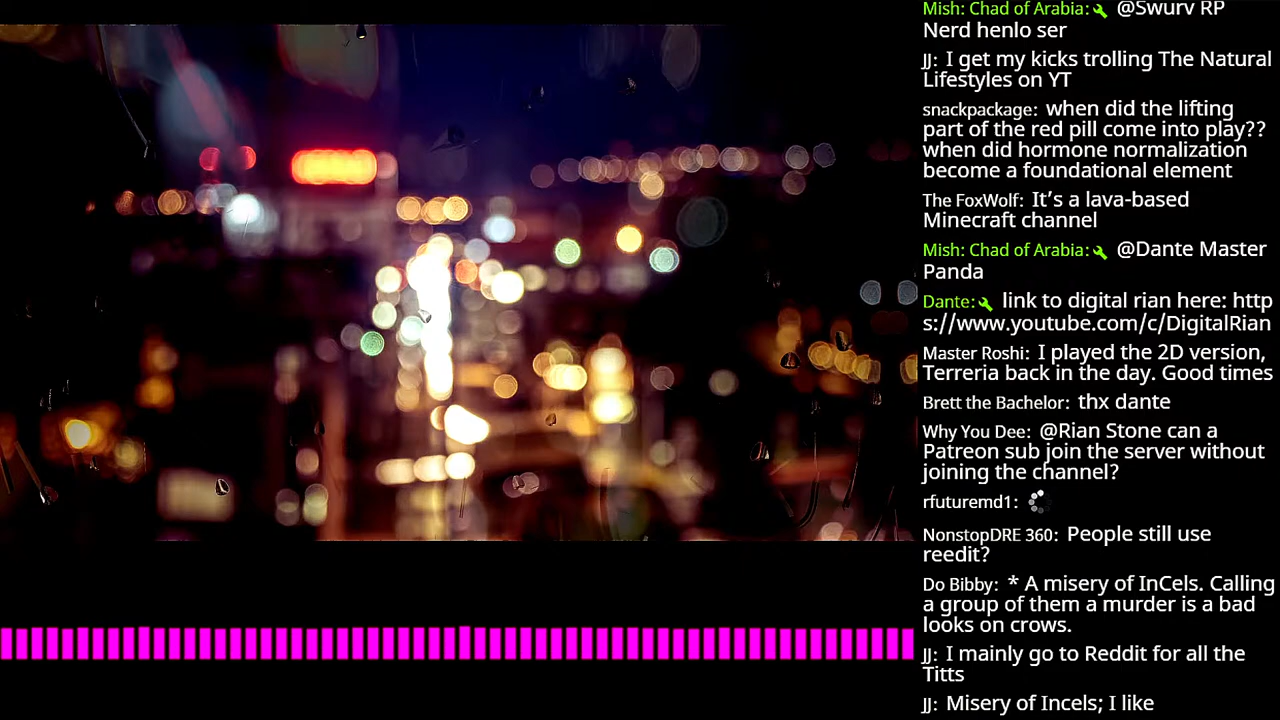 Mish: Chad of Arabia: @Swurv RP
Nerd henlo ser
JJ: I get my kicks trolling The Natural
Lifestyles on YT
snackpackage: when did the lifting
part of the red pill come into play??
when did hormone normalization
become a foundational element
The FoxWolf: It’s a lava-based
Minecraft channel
Mish: Chad of Arabia: @Dante Master
Panda
Dante: link to digital rian here: http
s://www.youtube.com/c/DigitalRian
Master Roshi: I played the 2D version,
Terreria back in the day. Good times
Brett the Bachelor: thx dante
Why You Dee: @Rian Stone can a
Patreon sub join the server without
joining the channel?
rfuturemd1:
NonstopDRE 360: People still use
reedit?
Do Bibby: * A misery of InCels. Calling
a group of them a murder is a bad
looks on crows.
JJ: I mainly go to Reddit for all the
Titts
JJ: Misery of Incels; I like